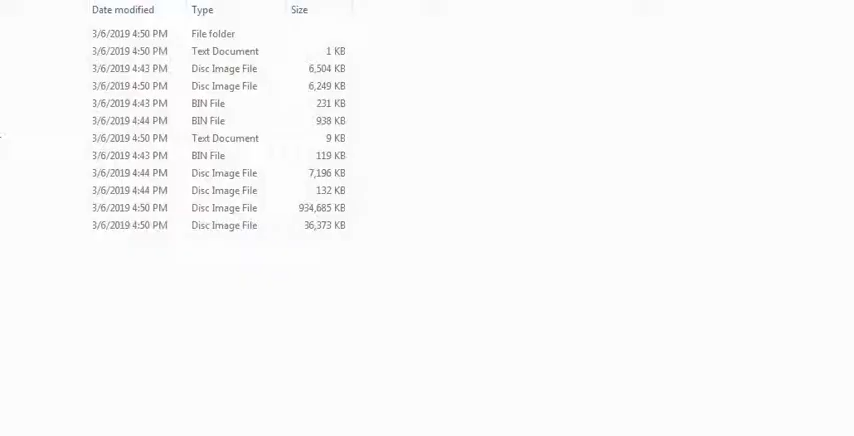 Date modified Type Size
3/6/2019 4:50 PM File folder
3/6/2019 4:50 PM Text Document 1 KB
3/6/2019 4:43 PM Disc Image File 6,504 KB
3/6/2019 4:50 PM Disc Image File 6,249 KB
3/6/2019 4:43 PM BIN File 231 KB
3/6/2019 4:44 PM BIN File 938 KB
3/6/2019 4:50 PM Text Document 9 KB
3/6/2019 4:43 PM BIN File 119 KB
3/6/2019 4:44 PM Disc Image File 7,196 KB
3/6/2019 4:44 PM Disc Image File 132 KB
3/6/2019 4:50 PM Disc Image File 934,685 KB
3/6/2019 4:50 PM Disc Image File 36,373 KB